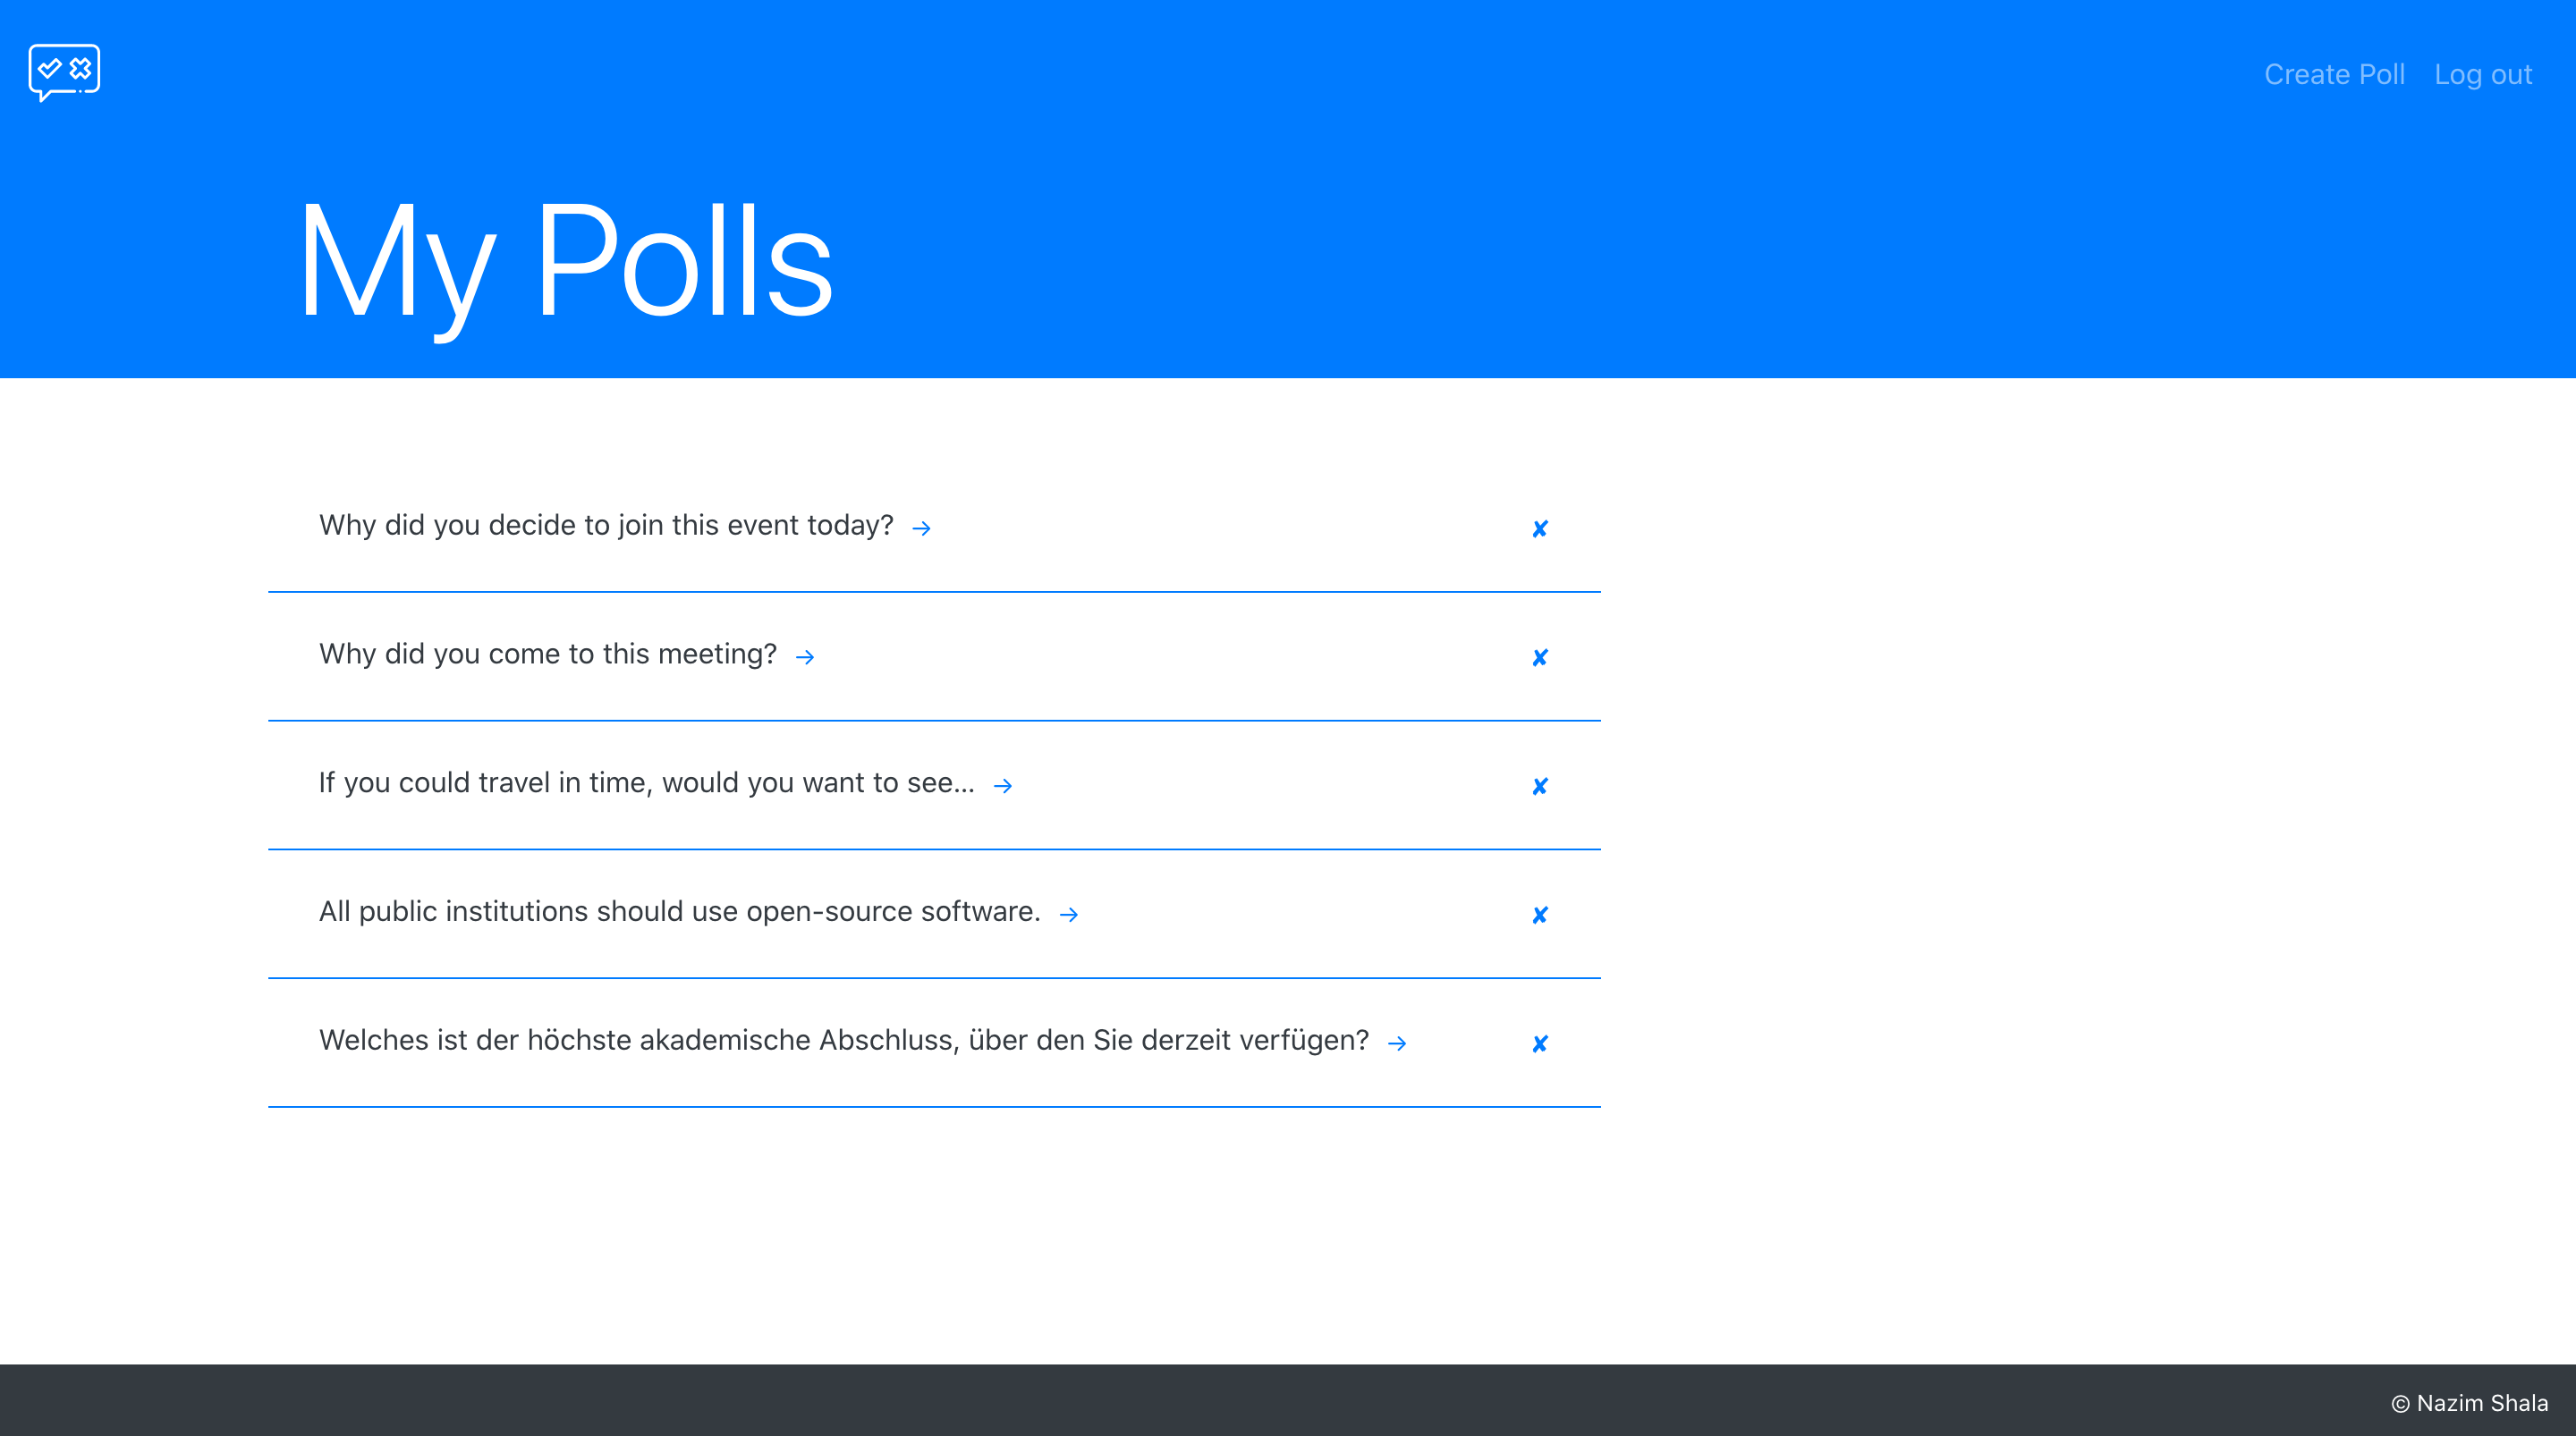 Create Poll Log out
My Polls
Why did you decide to join this event today? → ✘
Why did you come to this meeting? → ✘
If you could travel in time, would you want to see... → ✘
All public institutions should use open-source software. → ✘
Welches ist der höchste akademische Abschluss, über den Sie derzeit verfügen? → ✘
© Nazim Shala